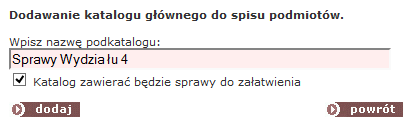 Dodawanie katalogu głównego do spisu podmiotów.
Wpisz nazwę podkatalogu:
Sprawy Wydziału 4
Katalog zawierać będzie sprawy do załatwienia
dodaj powrót